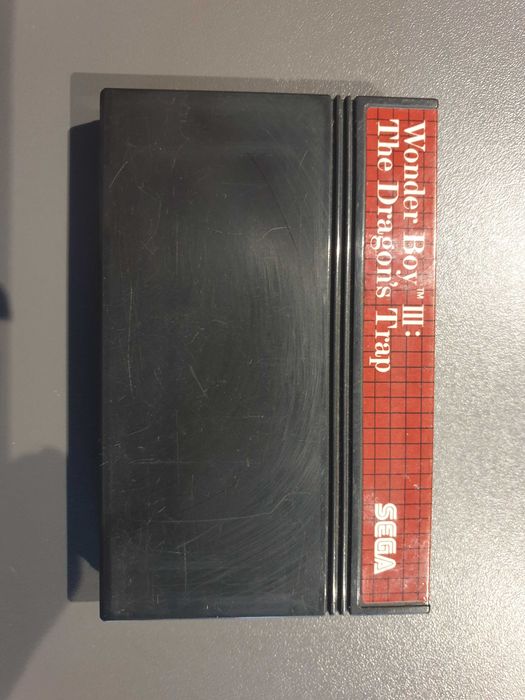 Wonder Boy™ III:
The Dragon's Trap
SEGA